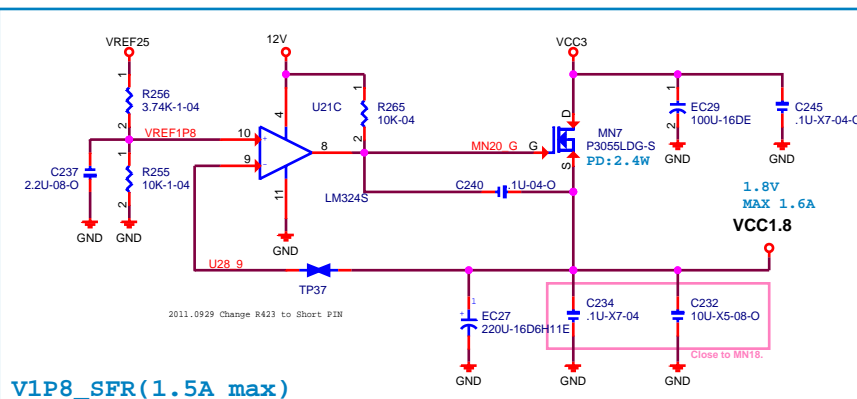 VREF25
12V
VCC3
1
R256
3.74K-1-04
2
4
U21C
1
R265
10K-04
2
D
MN7
P3055LDG-S
PD:2.4W
1
EC29
100U-16DE
2
C245
.1U-X7-04-O
GND
GND
VREF1P8
10
+
9
-
8
MN20_G
G
S
C237
2.2U-08-O
1
R255
10K-1-04
2
11
LM324S
C240
.1U-04-O
1.8V
MAX 1.6A
VCC1.8
GND
GND
GND
U28_9
TP37
2011.0929 Change R423 to Short PIN
1
+
EC27
220U-16D6H11E
C234
.1U-X7-04
C232
10U-X5-08-O
Close to MN18.
GND
GND
GND
V1P8_SFR(1.5A max)